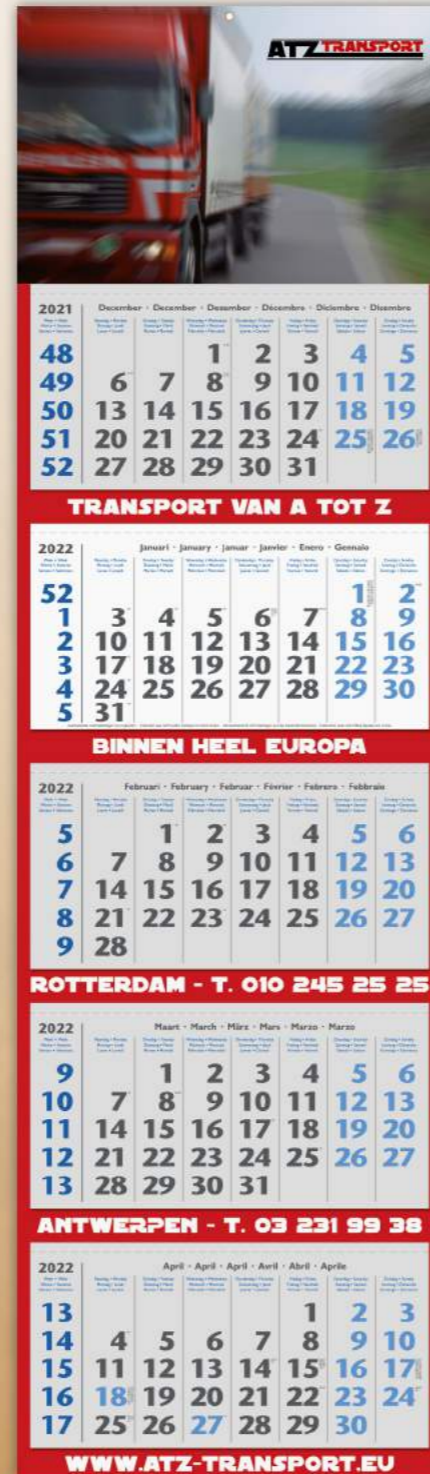 ATZ TRANSPORT
2021 December · December · Dezember · Décembre · Diciembre · Dicembre
48 1 2 3 4 5
49 6 7 8 9 10 11 12
50 13 14 15 16 17 18 19
51 20 21 22 23 24 25 26
52 27 28 29 30 31
TRANSPORT VAN A TOT Z
2022 Januari · January · Januar · Janvier · Enero · Gennaio
52 1 2
1 3 4 5 6 7 8 9
2 10 11 12 13 14 15 16
3 17 18 19 20 21 22 23
4 24 25 26 27 28 29 30
5 31
BINNEN HEEL EUROPA
2022 Februari · February · Februar · Février · Febrero · Febbraio
5 1 2 3 4 5 6
6 7 8 9 10 11 12 13
7 14 15 16 17 18 19 20
8 21 22 23 24 25 26 27
9 28
ROTTERDAM - T. 010 245 25 25
2022 Maart · March · März · Mars · Marzo · Marzo
9 1 2 3 4 5 6
10 7 8 9 10 11 12 13
11 14 15 16 17 18 19 20
12 21 22 23 24 25 26 27
13 28 29 30 31
ANTWERPEN - T. 03 231 99 38
2022 April · April · April · Avril · Abril · Aprile
13 1 2 3
14 4 5 6 7 8 9 10
15 11 12 13 14 15 16 17
16 18 19 20 21 22 23 24
17 25 26 27 28 29 30
WWW.ATZ-TRANSPORT.EU